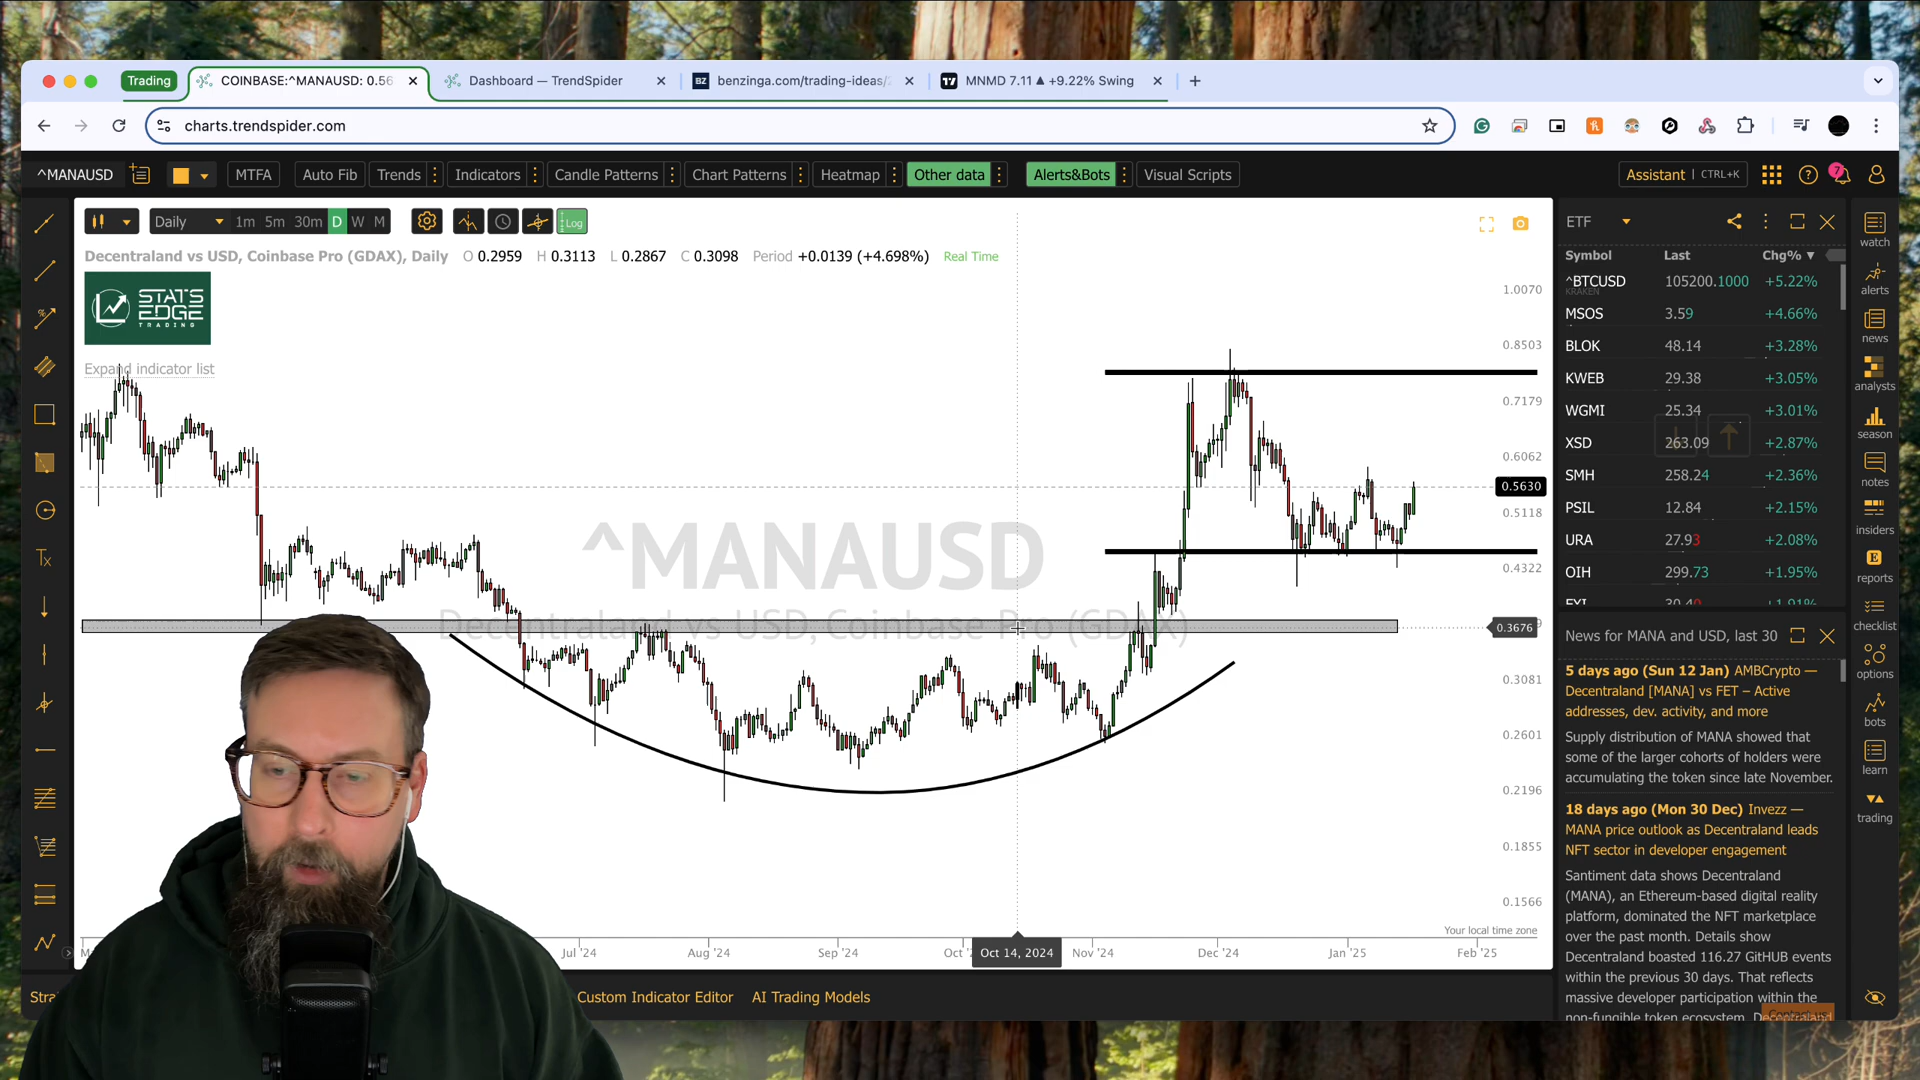 Trading
COINBASE:^MANAUSD: 0.56
Dashboard — TrendSpider
BZ
benzinga.com/trading-ideas/
MNMD 7.11 ▲ +9.22% Swing
charts.trendspider.com
^MANAUSD
MTFA
Auto Fib
Trends
Indicators
Candle Patterns
Chart Patterns
Heatmap
Other data
Alerts&Bots
Visual Scripts
Assistant | CTRL+K
7
Daily
1m 5m 30m D W M
Log
Decentraland vs USD, Coinbase Pro (GDAX), Daily O 0.2959 H 0.3113 L 0.2867 C 0.3098 Period +0.0139 (+4.698%) Real Time
STATS
EDGE
TRADING
Expand indicator list
^MANAUSD
Decentraland vs USD, Coinbase Pro (GDAX)
1.0070
0.8503
0.7179
0.6062
0.5630
0.5118
0.4322
0.3676
0.3081
0.2601
0.2196
0.1855
0.1566
Your local time zone
Jul '24
Aug '24
Sep '24
Oct
Oct 14, 2024
Nov '24
Dec '24
Jan '25
Feb '25
Custom Indicator Editor
AI Trading Models
ETF
Symbol Last Chg% ▼
^BTCUSD 105200.1000 +5.22%
KRAKEN
MSOS 3.59 +4.66%
BLOK 48.14 +3.28%
KWEB 29.38 +3.05%
WGMI 25.34 +3.01%
XSD 263.09 +2.87%
SMH 258.24 +2.36%
PSIL 12.84 +2.15%
URA 27.93 +2.08%
OIH 299.73 +1.95%
News for MANA and USD, last 30
5 days ago (Sun 12 Jan) AMBCrypto —
Decentraland [MANA] vs FET – Active
addresses, dev. activity, and more
Supply distribution of MANA showed that
some of the larger cohorts of holders were
accumulating the token since late November.
18 days ago (Mon 30 Dec) Invezz —
MANA price outlook as Decentraland leads
NFT sector in developer engagement
Santiment data shows Decentraland
(MANA), an Ethereum-based digital reality
platform, dominated the NFT marketplace
over the past month. Details show
Decentraland boasted 116.27 GitHUB events
within the previous 30 days. That reflects
massive developer participation within the
non-fungible token ecosystem. Decentraland
watch
alerts
news
analysts
season
notes
insiders
reports
checklist
options
bots
learn
trading